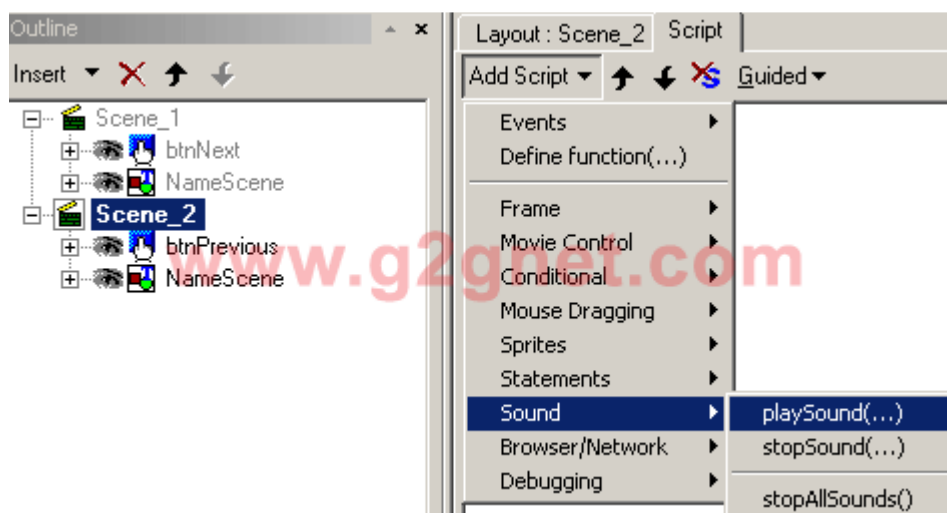 Outline
Insert
Scene_1
btnNext
NameScene
Scene_2
btnPrevious
NameScene
Layout : Scene_2 Script
Add Script Guided
Events
Define function(...)
Frame
Movie Control
Conditional
Mouse Dragging
Sprites
Statements
Sound
Browser/Network
Debugging
playSound(...)
stopSound(...)
stopAllSounds()
www.g2gnet.com